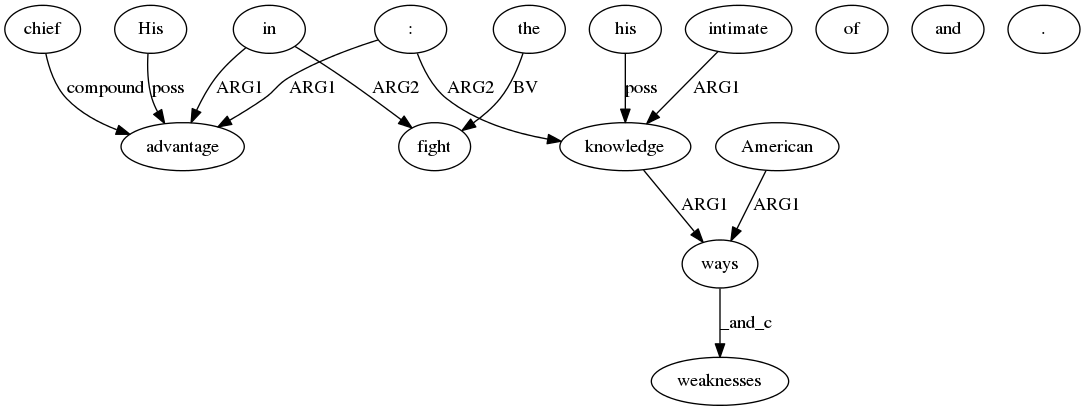 chief His in : the his intimate of and .
compound poss ARG1 ARG1 ARG2 ARG2 BV poss ARG1
advantage fight knowledge American
ARG1 ARG1
ways
_and_c
weaknesses